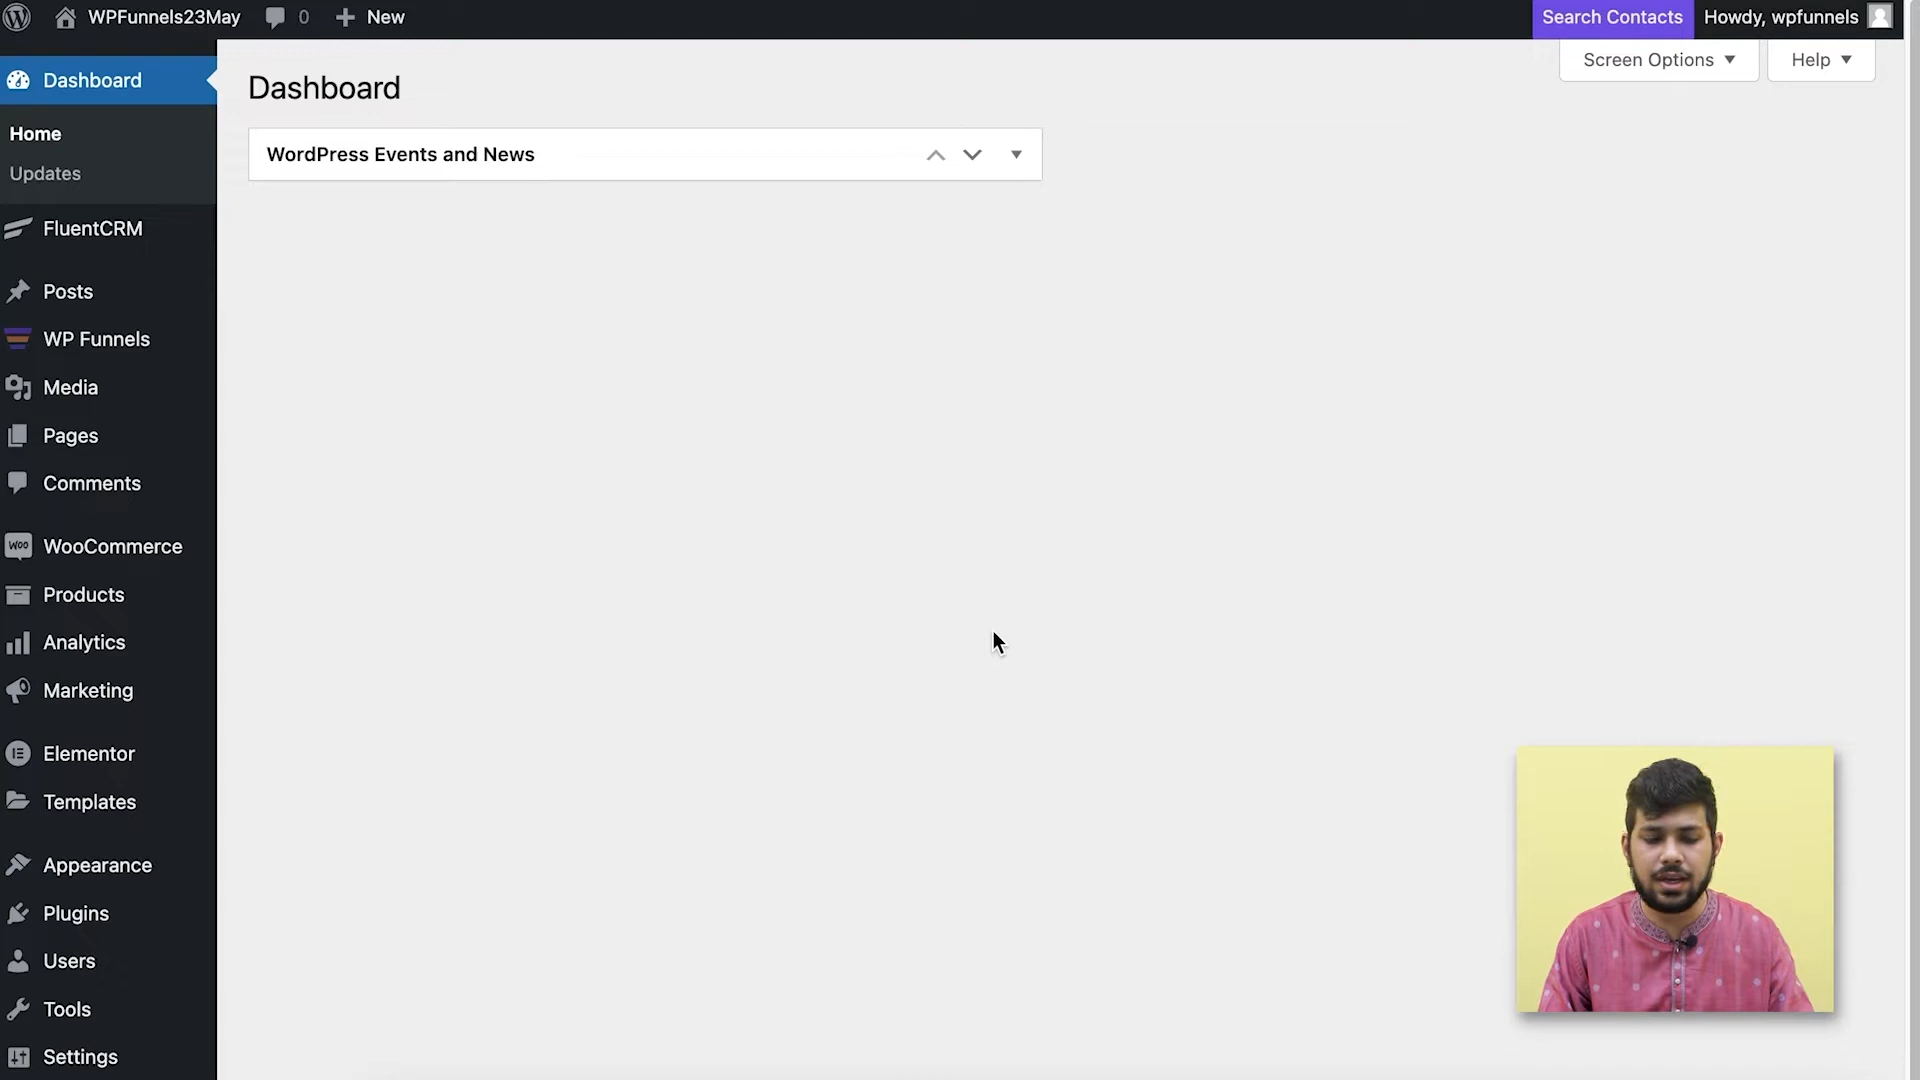 WPFunnels23May 0 New Search Contacts Howdy, wpfunnels
Screen Options Help
Dashboard
Home
Updates
FluentCRM
Posts
WP Funnels
Media
Pages
Comments
WOO WooCommerce
Products
Analytics
Marketing
Elementor
Templates
Appearance
Plugins
Users
Tools
Settings
Dashboard
WordPress Events and News